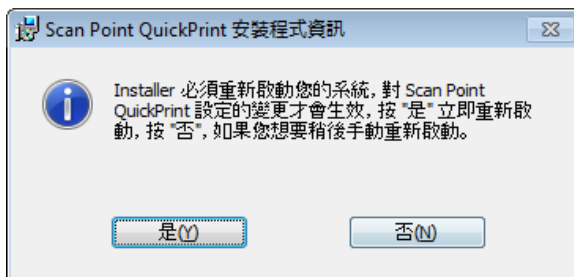 Scan Point QuickPrint 安裝程式資訊
Installer 必須重新啟動您的系統, 對 Scan Point
QuickPrint 設定的變更才會生效, 按 "是" 立即重新啟
動, 按 "否", 如果您想要稍後手動重新啟動。
是(Y)
否(N)